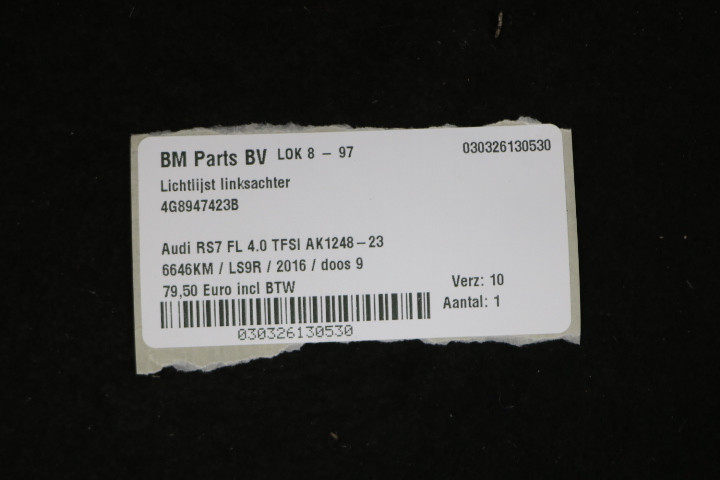 BM Parts BV LOK 8 - 97 030326130530
Lichtlijst linksachter
4G8947423B
Audi RS7 FL 4.0 TFSI AK1248-23
6646KM / LS9R / 2016 / doos 9
79,50 Euro incl BTW Verz: 10
Aantal: 1
030326130530